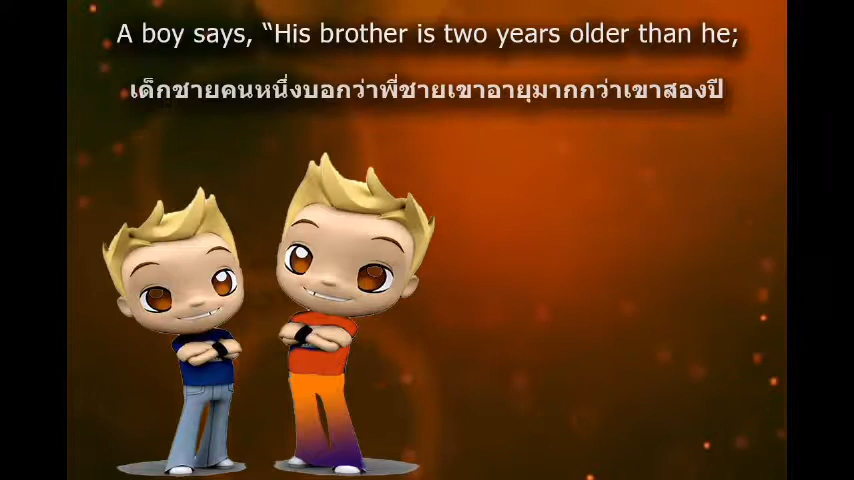 A boy says, “His brother is two years older than he;
เด็กชายคนหนึ่งบอกว่าพี่ชายเขาอายุมากกว่าเขาสองปี